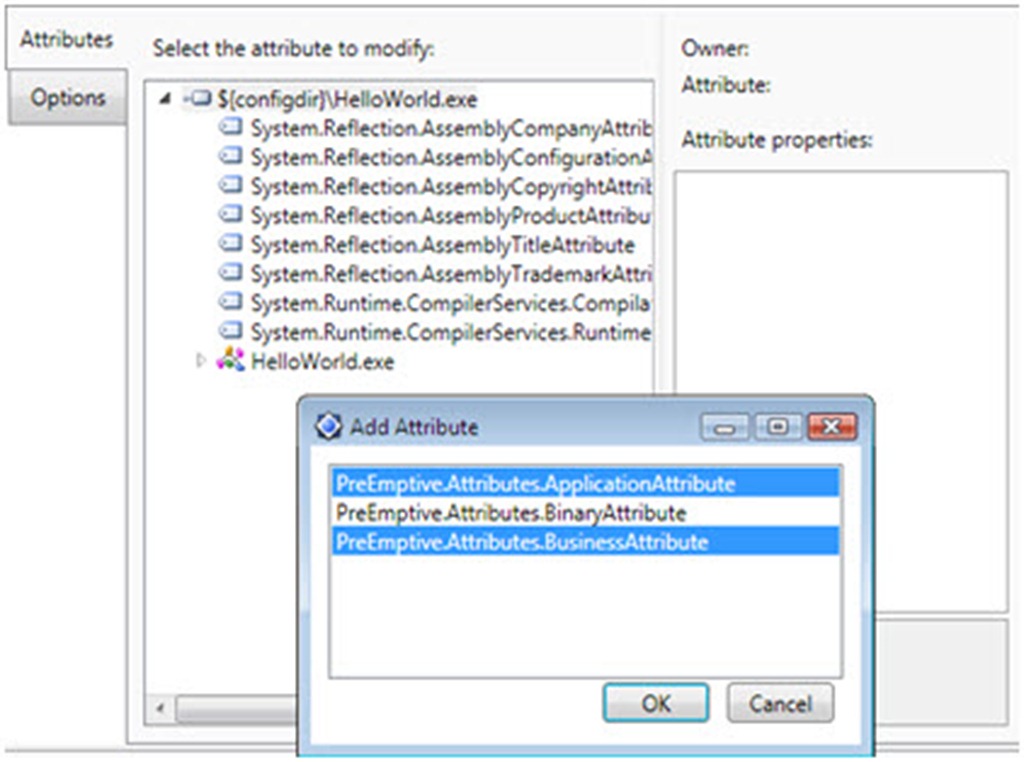 Attributes
Options
Select the attribute to modify:
${configdir}\HelloWorld.exe
System.Reflection.AssemblyCompanyAttrib
System.Reflection.AssemblyConfigurationA
System.Reflection.AssemblyCopyrightAttrib
System.Reflection.AssemblyProductAttribu
System.Reflection.AssemblyTitleAttribute
System.Reflection.AssemblyTrademarkAttri
System.Runtime.CompilerServices.Compila
System.Runtime.CompilerServices.Runtime
HelloWorld.exe
Owner:
Attribute:
Attribute properties:
Add Attribute
PreEmptive.Attributes.ApplicationAttribute
PreEmptive.Attributes.BinaryAttribute
PreEmptive.Attributes.BusinessAttribute
OK
Cancel